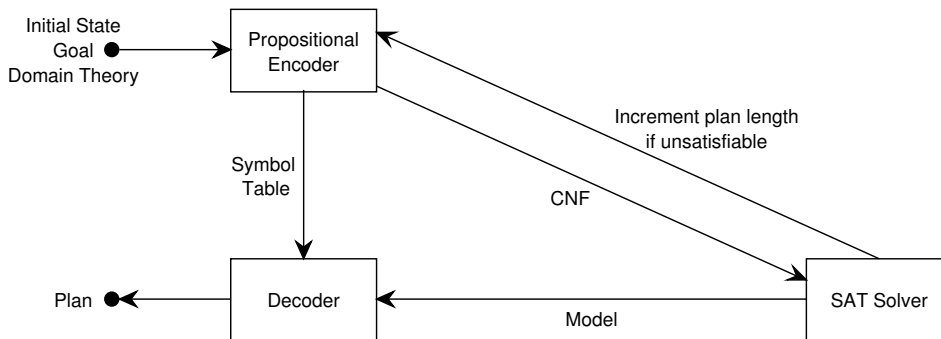 Initial State
Goal
Domain Theory
Propositional
Encoder
Increment plan length
if unsatisfiable
Symbol
Table
CNF
Plan
Decoder
Model
SAT Solver